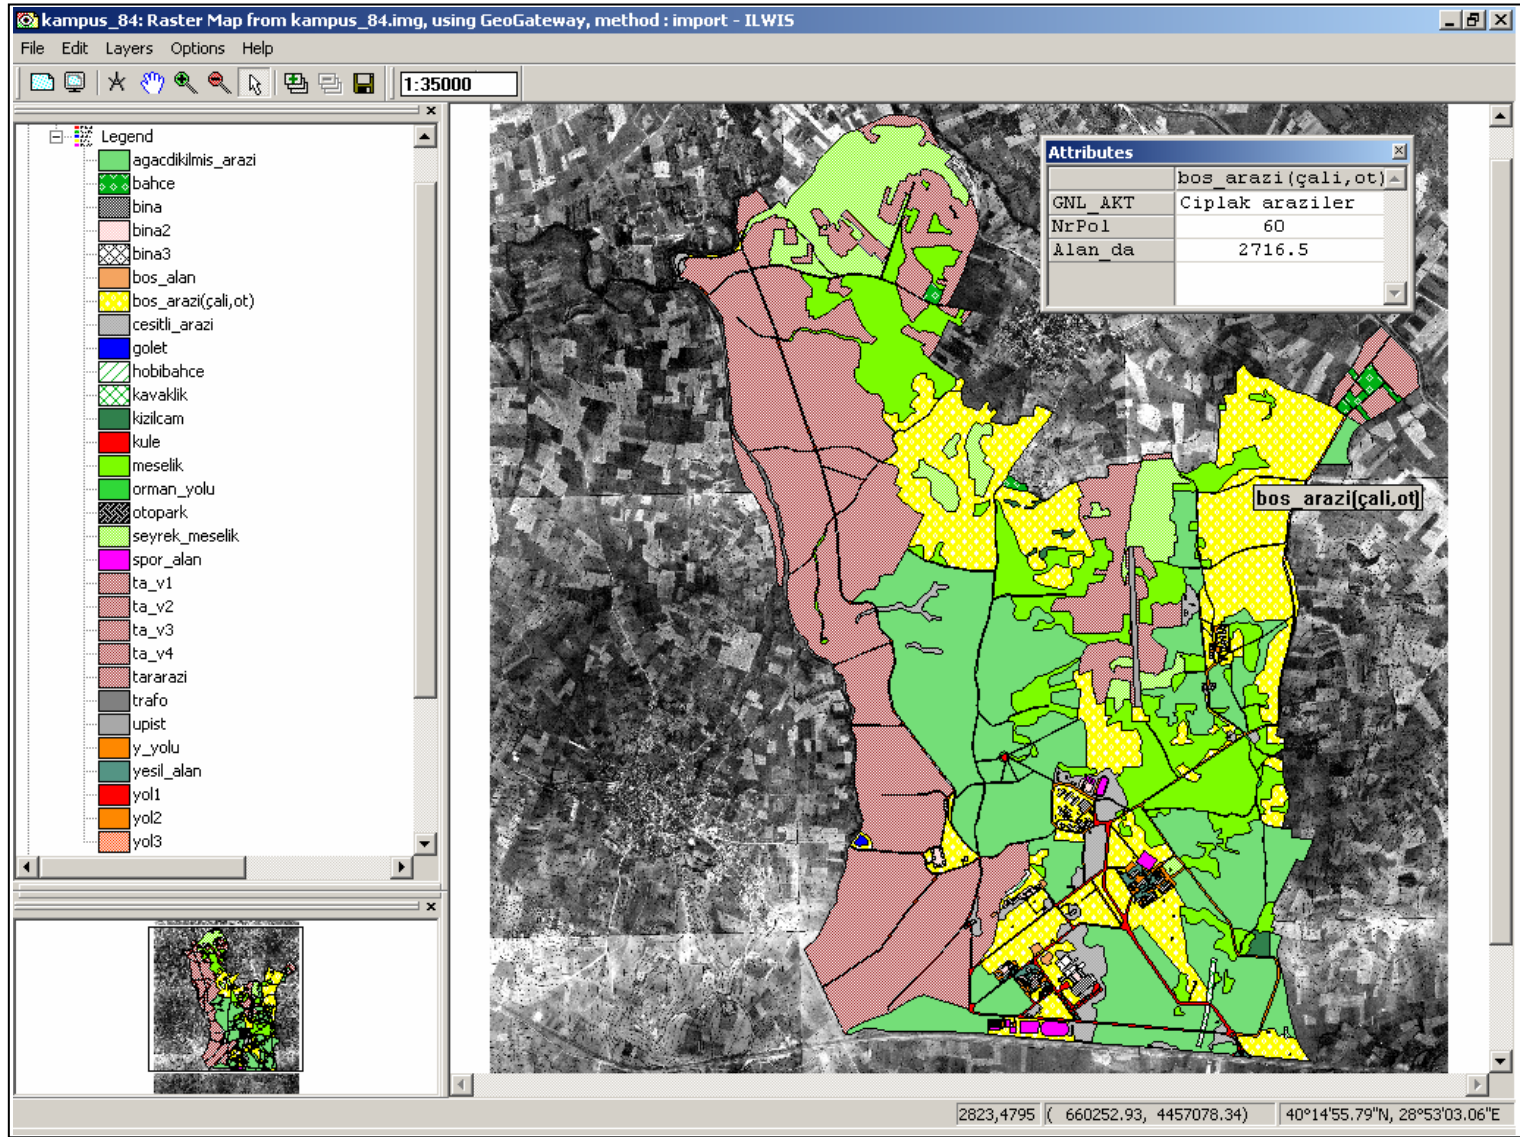 kampus_84: Raster Map from kampus_84.img, using GeoGateway, method : import - ILWIS
File Edit Layers Options Help
1:35000
Legend
agacdikilmis_arazi
bahce
bina
bina2
bina3
bos_alan
bos_arazi(çali,ot)
cesitli_arazi
golet
hobibahce
kavaklik
kizilcam
kule
meselik
orman_yolu
otopark
seyrek_meselik
spor_alan
ta_v1
ta_v2
ta_v3
ta_v4
tararazi
trafo
upist
y_yolu
yesil_alan
yol1
yol2
yol3
Attributes
bos_arazi(çali,ot)
GNL_AKT Ciplak araziler
NrPol 60
Alan_da 2716.5
bos_arazi(çali,ot)
2823,4795 ( 660252.93, 4457078.34) 40°14'55.79"N, 28°53'03.06"E